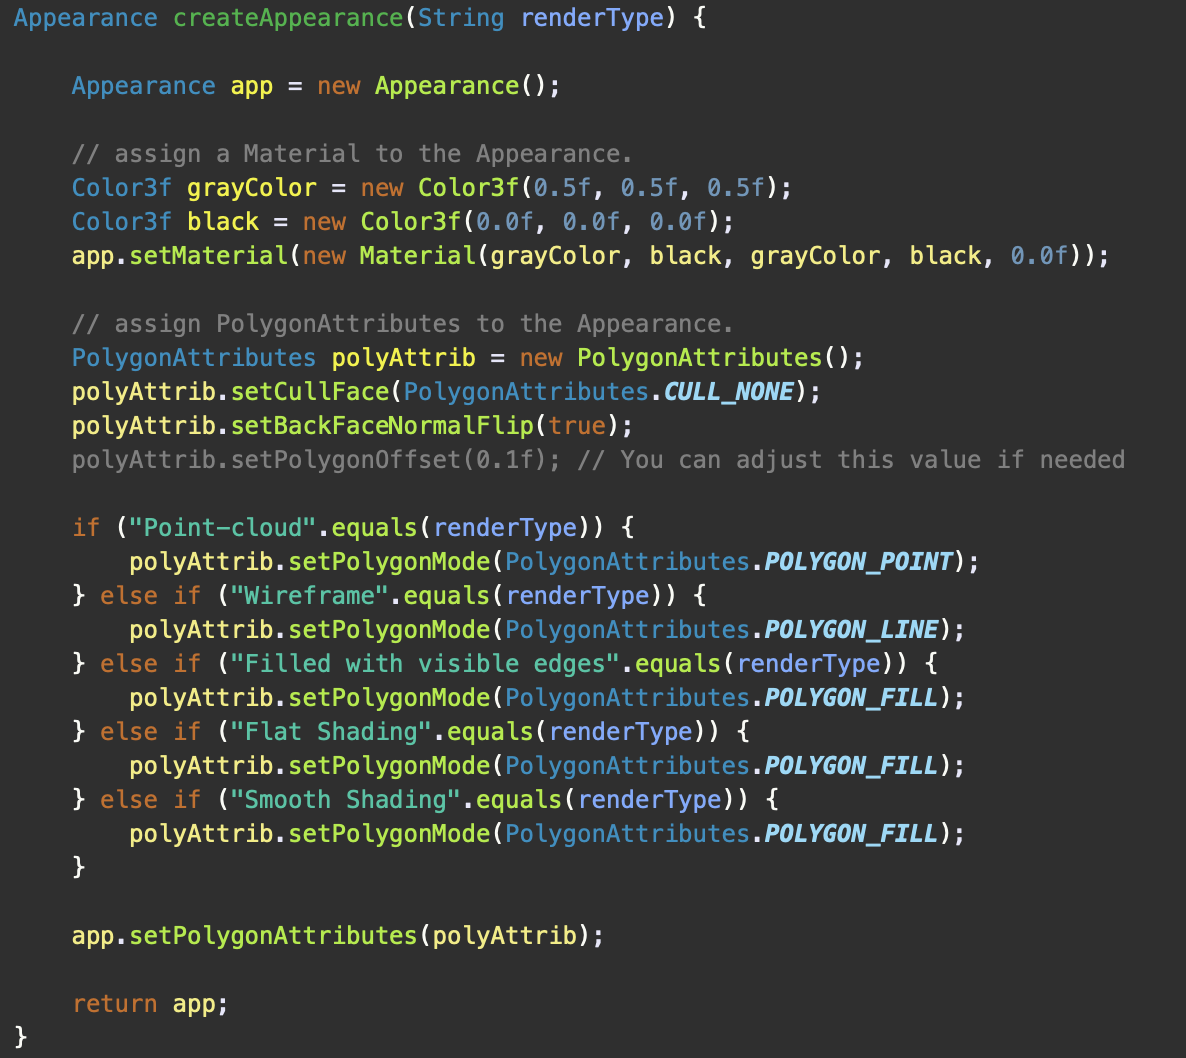 Appearance createAppearance(String renderType) {
Appearance app = new Appearance();
// assign a Material to the Appearance.
Color3f grayColor = new Color3f(0.5f, 0.5f, 0.5f);
Color3f black = new Color3f(0.0f, 0.0f, 0.0f);
app.setMaterial(new Material(grayColor, black, grayColor, black, 0.0f));
// assign PolygonAttributes to the Appearance.
PolygonAttributes polyAttrib = new PolygonAttributes();
polyAttrib.setCullFace(PolygonAttributes.CULL_NONE);
polyAttrib.setBackFaceNormalFlip(true);
polyAttrib.setPolygonOffset(0.1f); // You can adjust this value if needed
if ("Point-cloud".equals(renderType)) {
polyAttrib.setPolygonMode(PolygonAttributes.POLYGON_POINT);
} else if ("Wireframe".equals(renderType)) {
polyAttrib.setPolygonMode(PolygonAttributes.POLYGON_LINE);
} else if ("Filled with visible edges".equals(renderType)) {
polyAttrib.setPolygonMode(PolygonAttributes.POLYGON_FILL);
} else if ("Flat Shading".equals(renderType)) {
polyAttrib.setPolygonMode(PolygonAttributes.POLYGON_FILL);
} else if ("Smooth Shading".equals(renderType)) {
polyAttrib.setPolygonMode(PolygonAttributes.POLYGON_FILL);
}
app.setPolygonAttributes(polyAttrib);
return app;
}